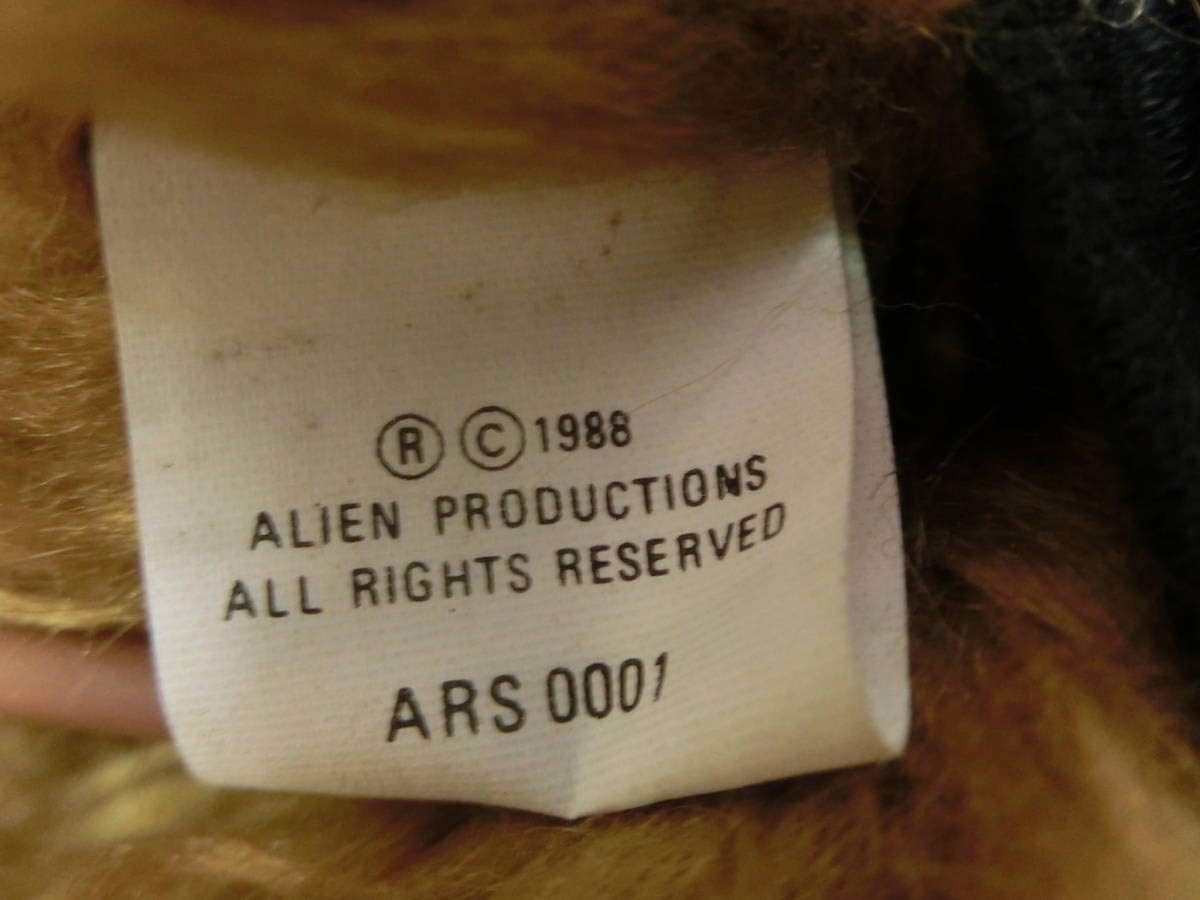 ® © 1988
ALIEN PRODUCTIONS
ALL RIGHTS RESERVED
ARS 0001